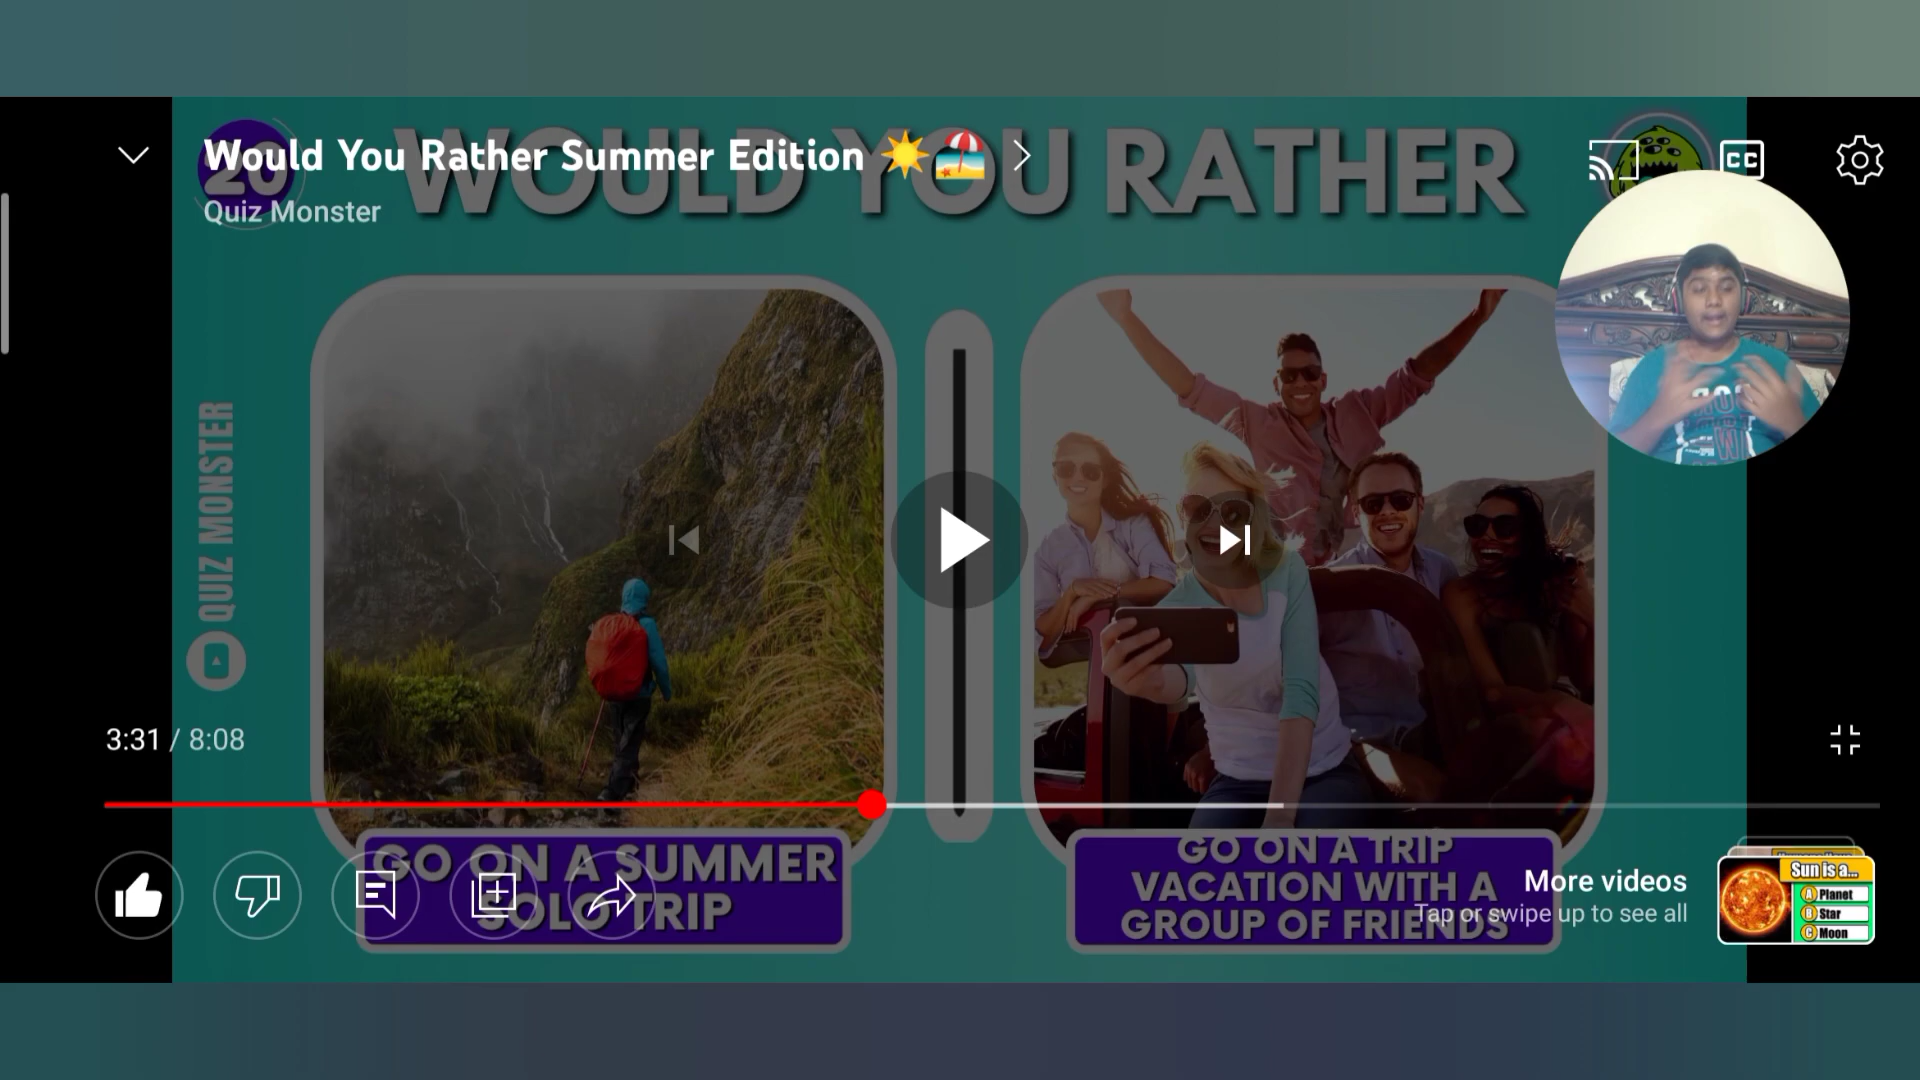 Would You Rather Summer Edition ☀️🏖️
Quiz Monster
20
WOULD YOU RATHER
CC
QUIZ MONSTER
3:31 / 8:08
GO ON A SUMMER
SOLO TRIP
GO ON A TRIP
VACATION WITH A
GROUP OF FRIENDS
More videos
Tap or swipe up to see all
Sun is a...
A Planet
B Star
C Moon